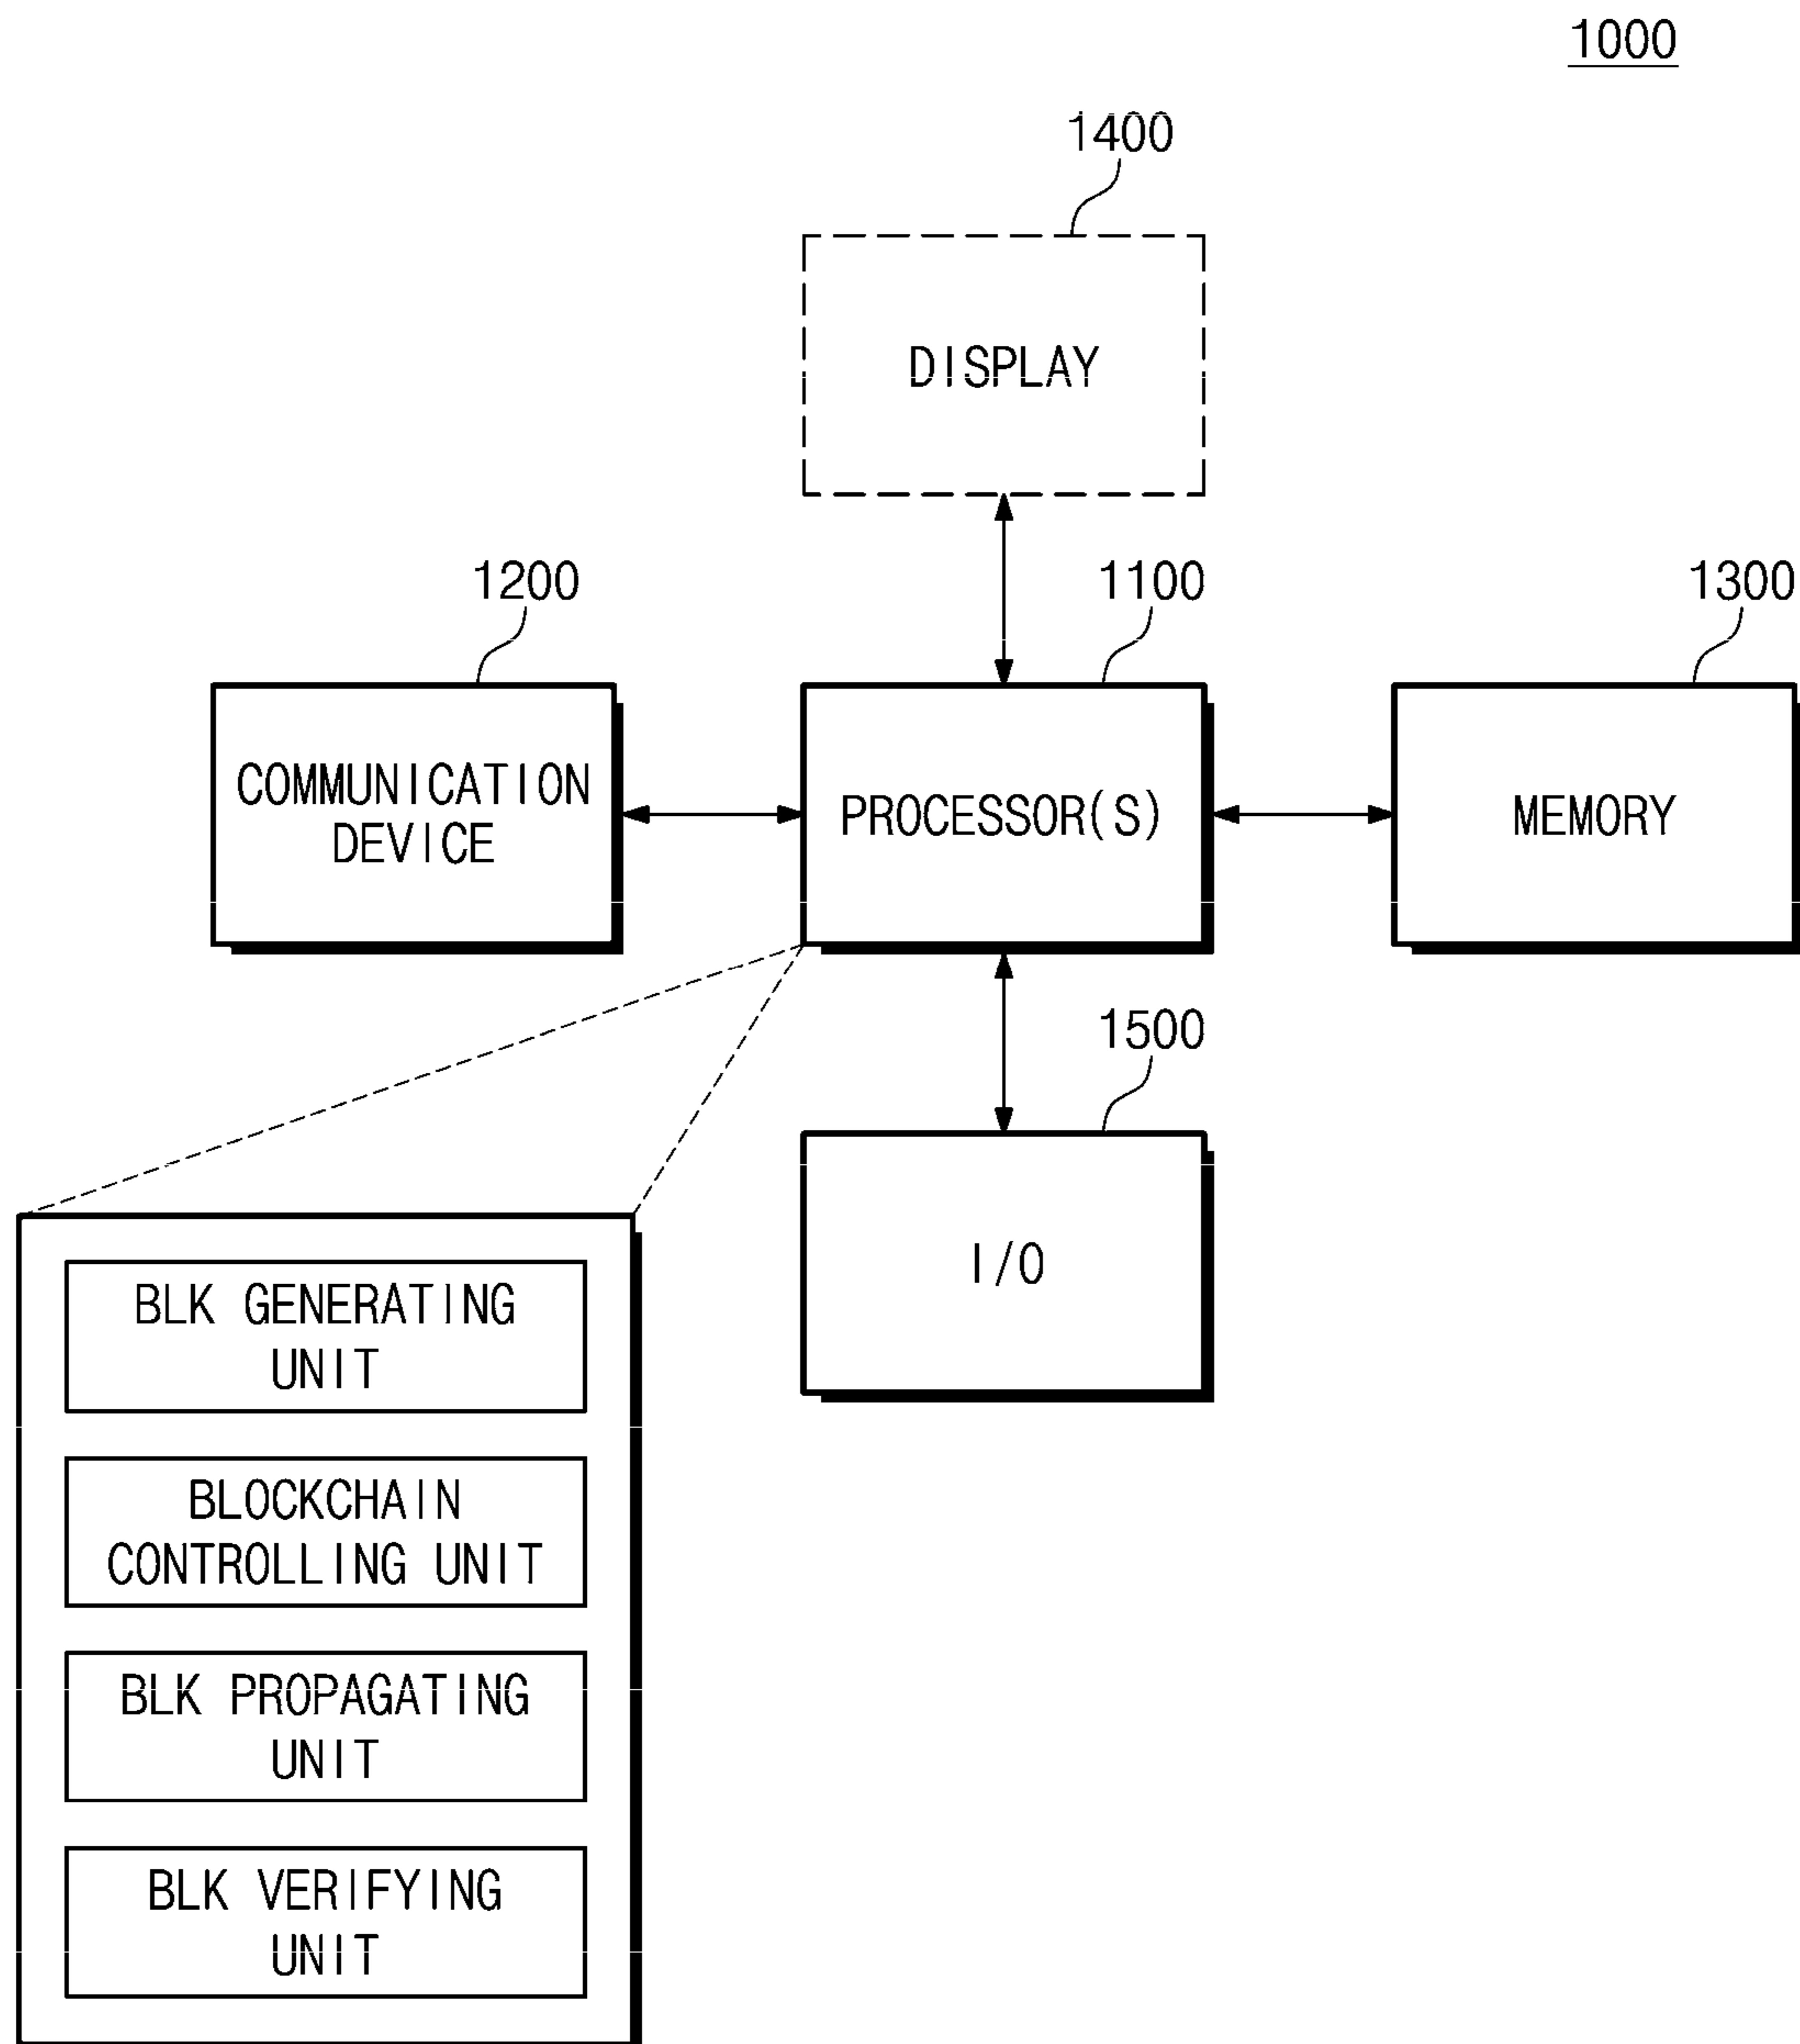 1000
1400
DISPLAY
1200
1100
1300
COMMUNICATION
DEVICE
PROCESSOR(S)
MEMORY
1500
I/O
BLK GENERATING
UNIT
BLOCKCHAIN
CONTROLLING UNIT
BLK PROPAGATING
UNIT
BLK VERIFYING
UNIT